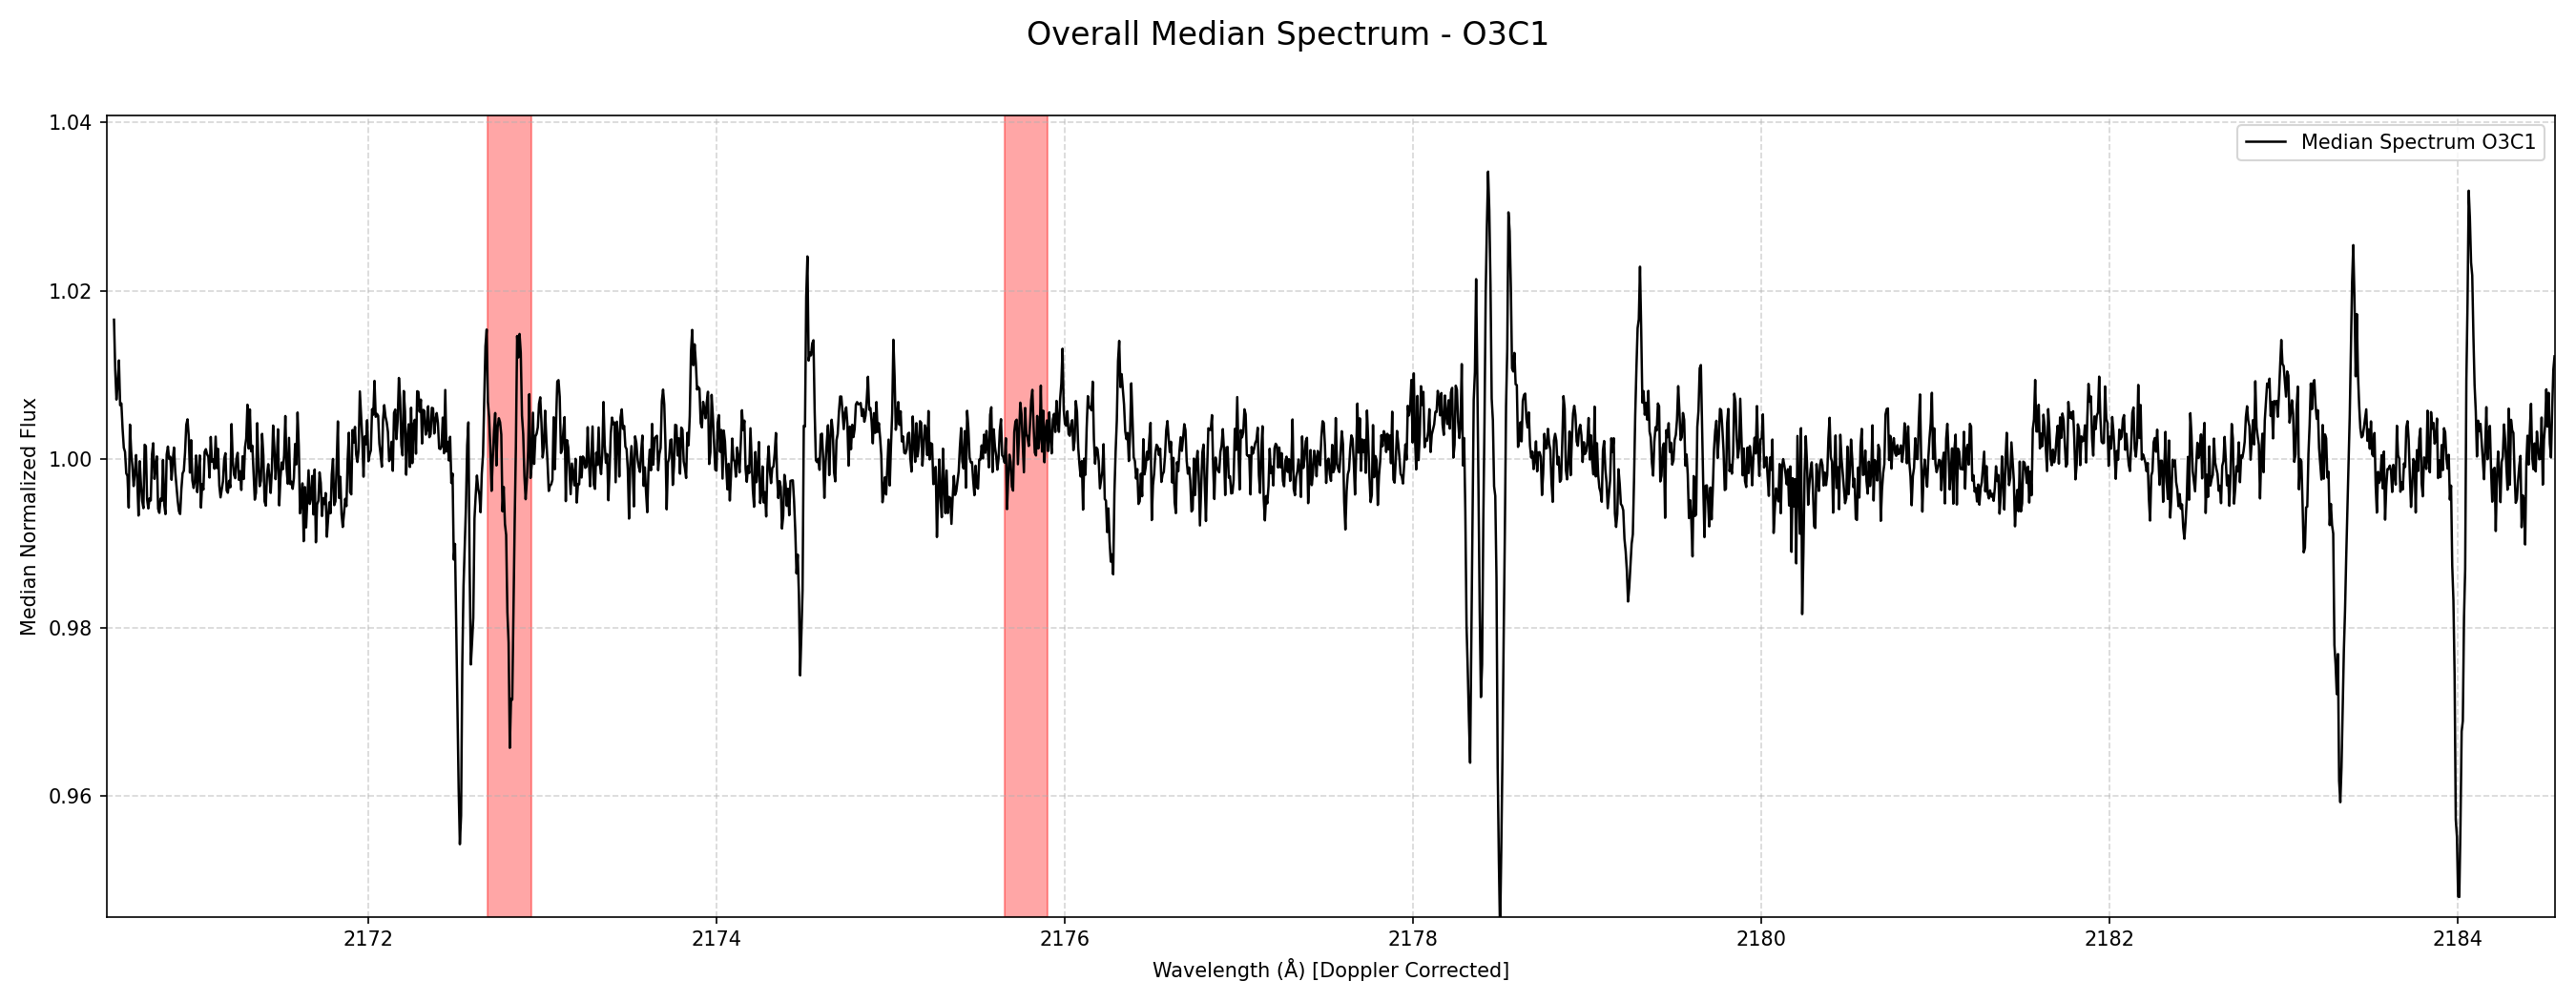 Overall Median Spectrum - O3C1
Median Spectrum O3C1
Median Normalized Flux
1.04
1.02
1.00
0.98
0.96
2172 2174 2176 2178 2180 2182 2184
Wavelength (Å) [Doppler Corrected]